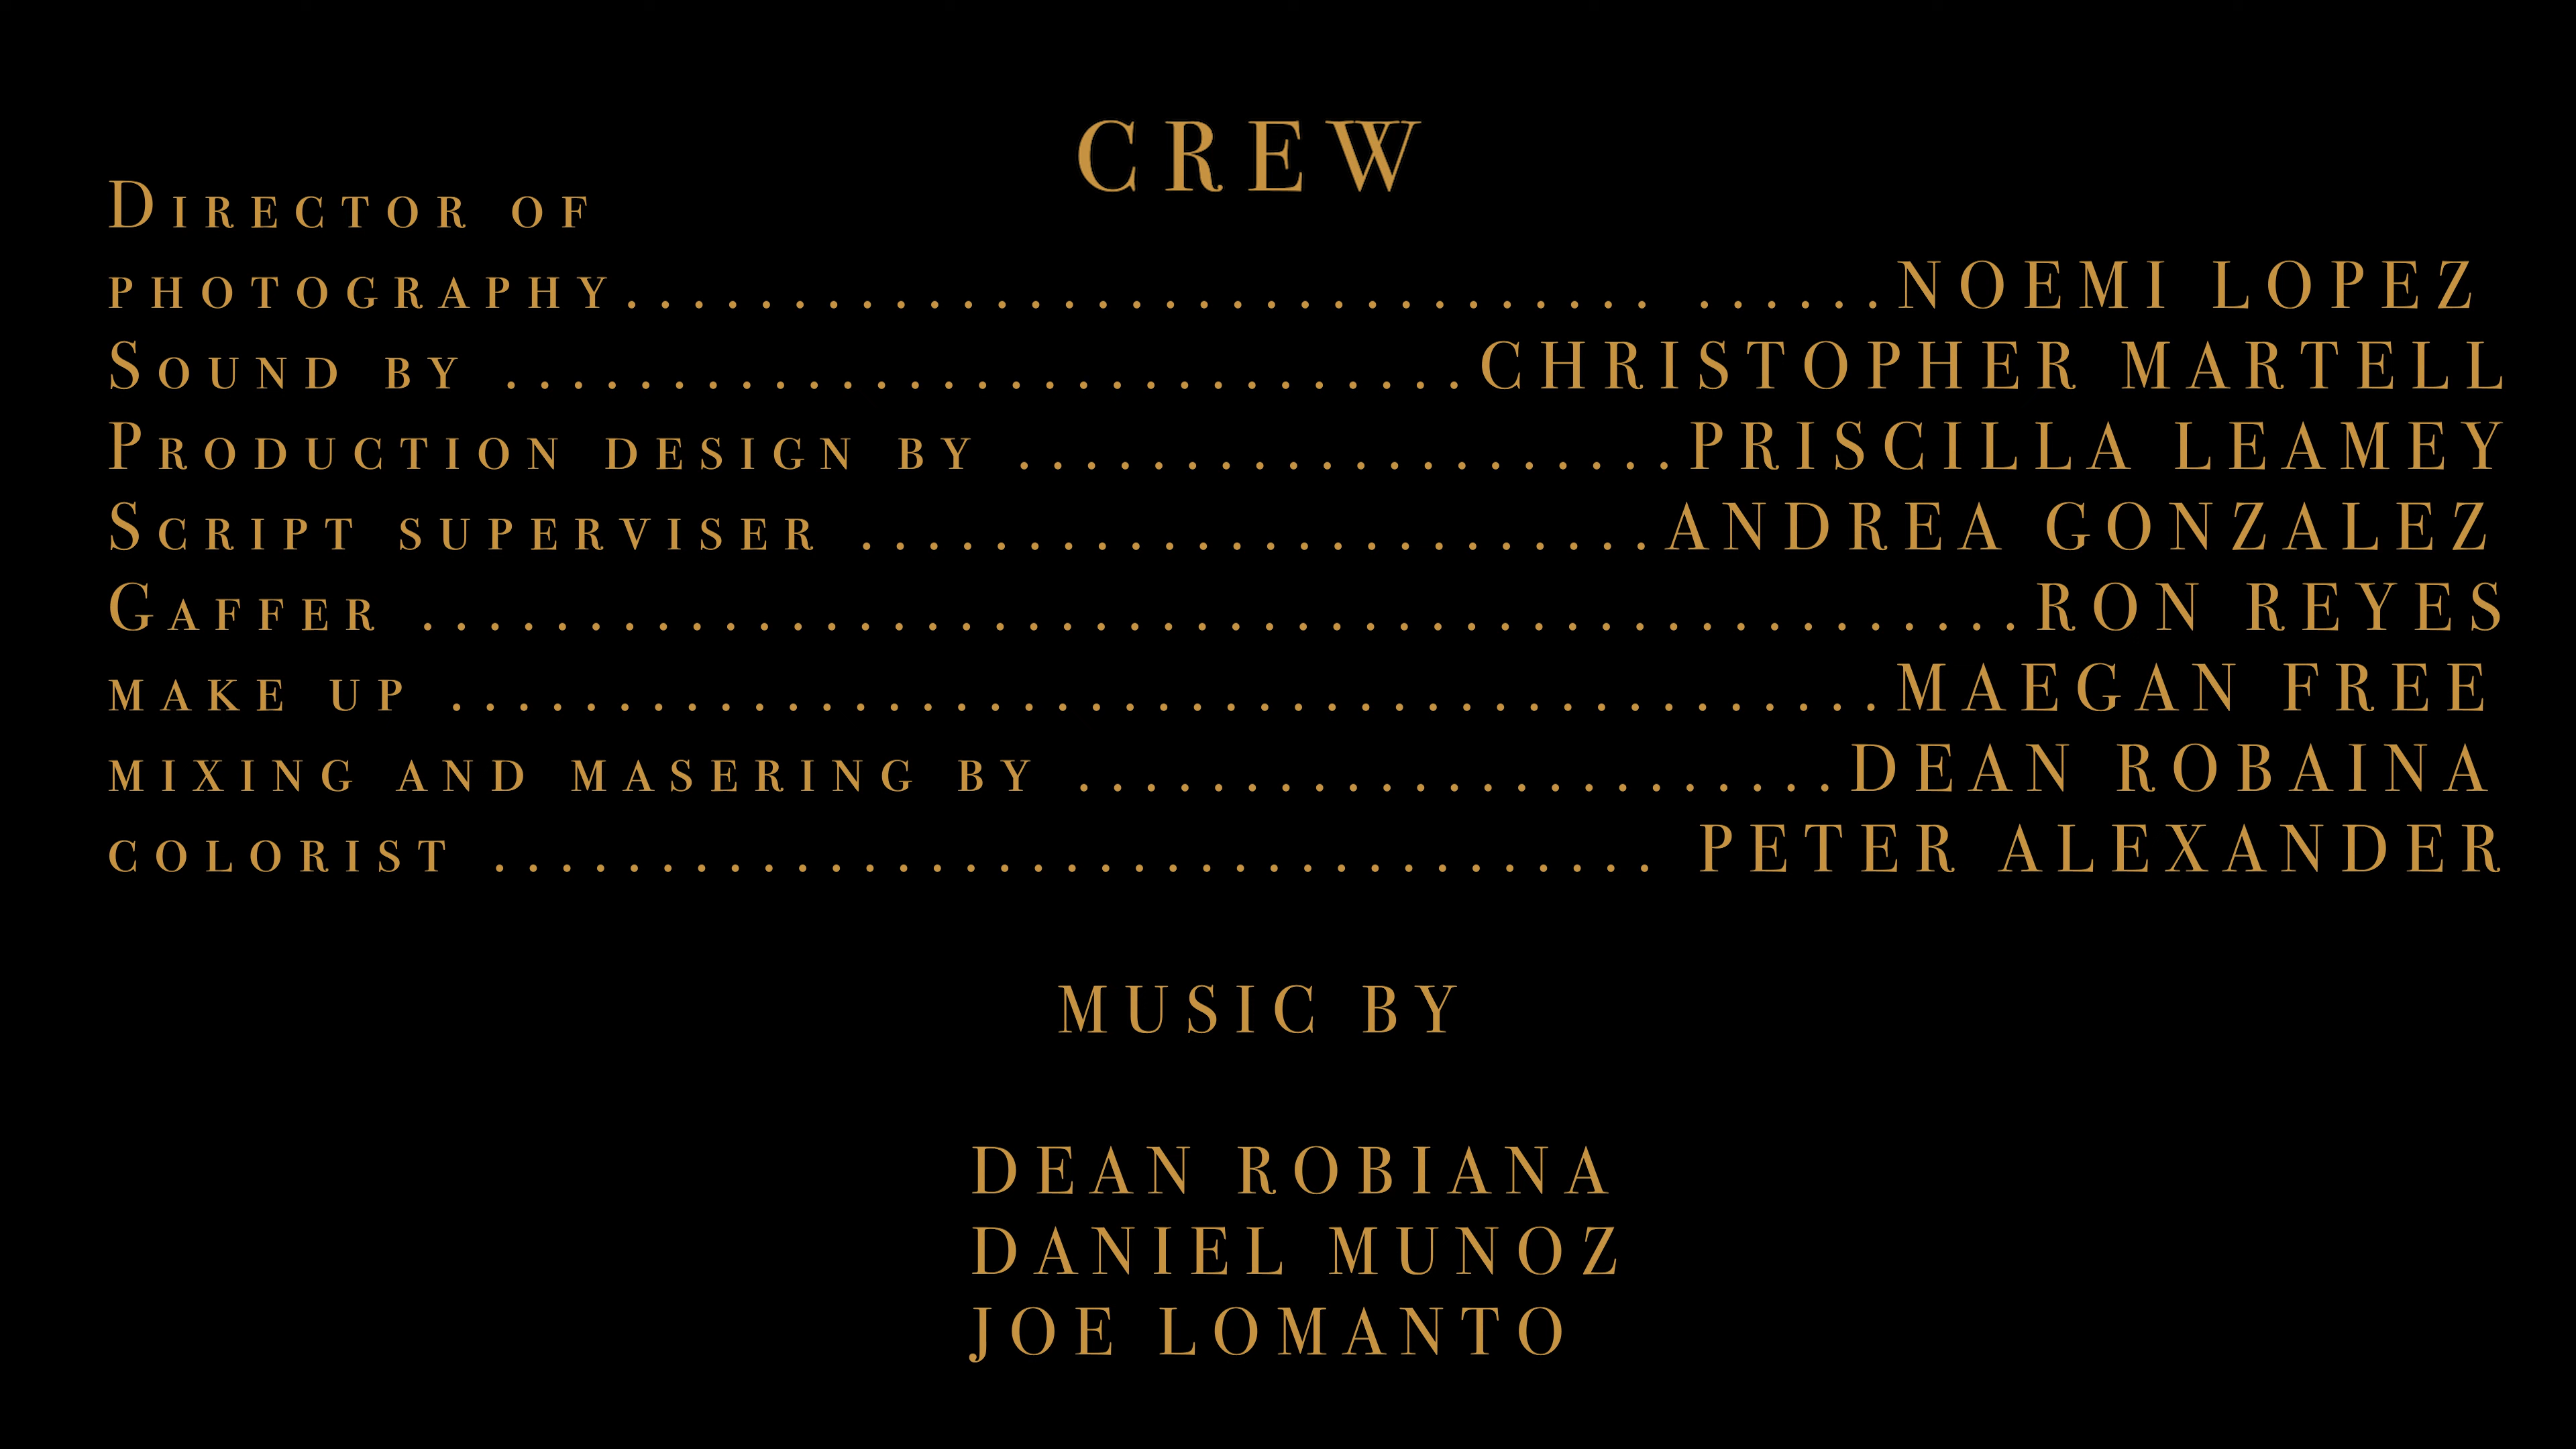 CREW
Director of
photography............................... ......NOEMI LOPEZ
Sound by .............................CHRISTOPHER MARTELL
Production design by ....................PRISCILLA LEAMEY
Script superviser ........................ANDREA GONZALEZ
Gaffer ................................................RON REYES
make up ...........................................MAEGAN FREE
mixing and masering by .......................DEAN ROBAINA
colorist ................................... PETER ALEXANDER
MUSIC BY
DEAN ROBIANA
DANIEL MUNOZ
JOE LOMANTO